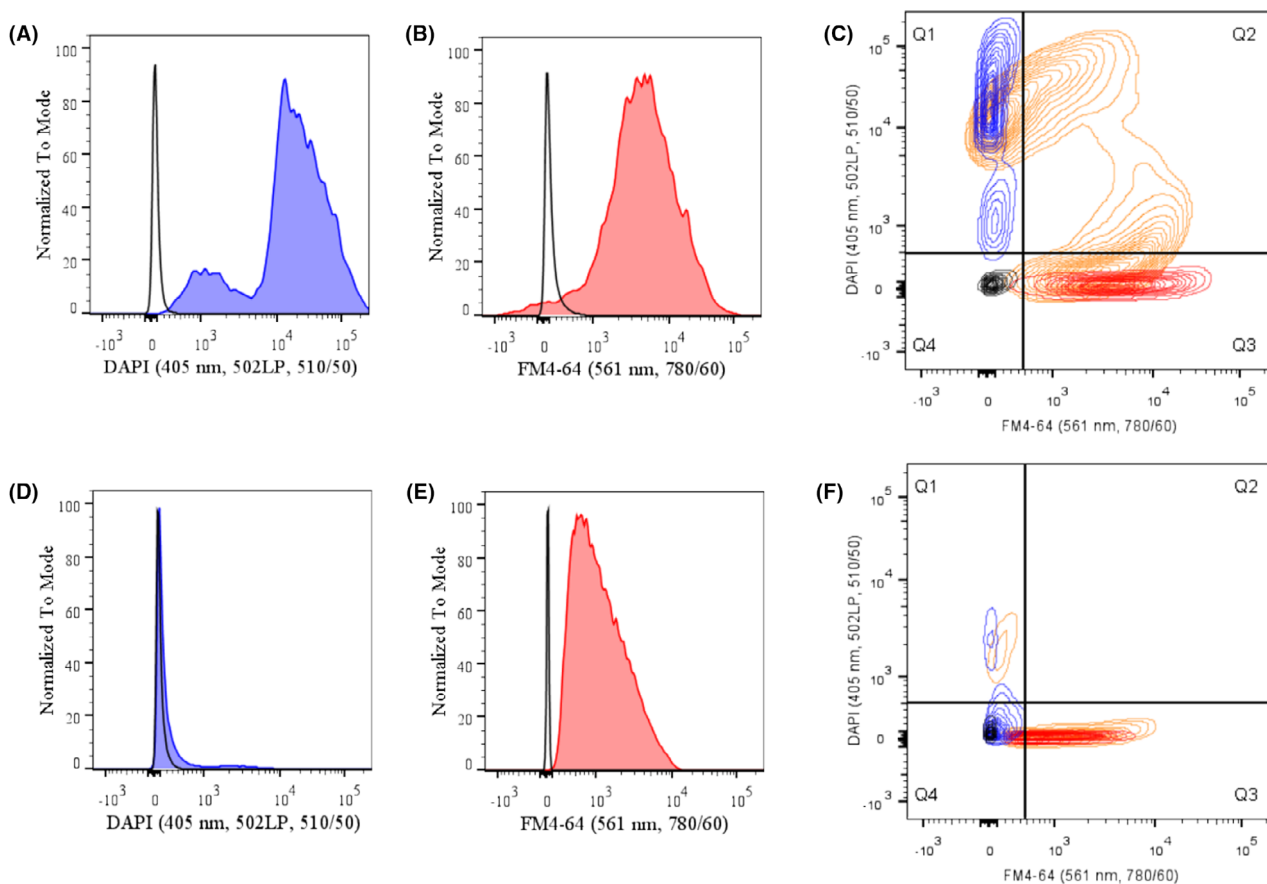 (A)
Normalized To Mode
100
80
60
40
20
0
-10³ 0 10³ 10⁴ 10⁵
DAPI (405 nm, 502LP, 510/50)
(B)
Normalized To Mode
100
80
60
40
20
0
-10³ 0 10³ 10⁴ 10⁵
FM4-64 (561 nm, 780/60)
(C)
Q1 Q2
DAPI (405 nm, 502LP, 510/50)
10⁵
10⁴
10³
0
-10³
Q4 Q3
-10³ 0 10³ 10⁴ 10⁵
FM4-64 (561 nm, 780/60)
(D)
Normalized To Mode
100
80
60
40
20
0
-10³ 0 10³ 10⁴ 10⁵
DAPI (405 nm, 502LP, 510/50)
(E)
Normalized To Mode
100
80
60
40
20
0
-10³ 0 10³ 10⁴ 10⁵
FM4-64 (561 nm, 780/60)
(F)
Q1 Q2
DAPI (405 nm, 502LP, 510/50)
10⁵
10⁴
10³
0
-10³
Q4 Q3
-10³ 0 10³ 10⁴ 10⁵
FM4-64 (561 nm, 780/60)